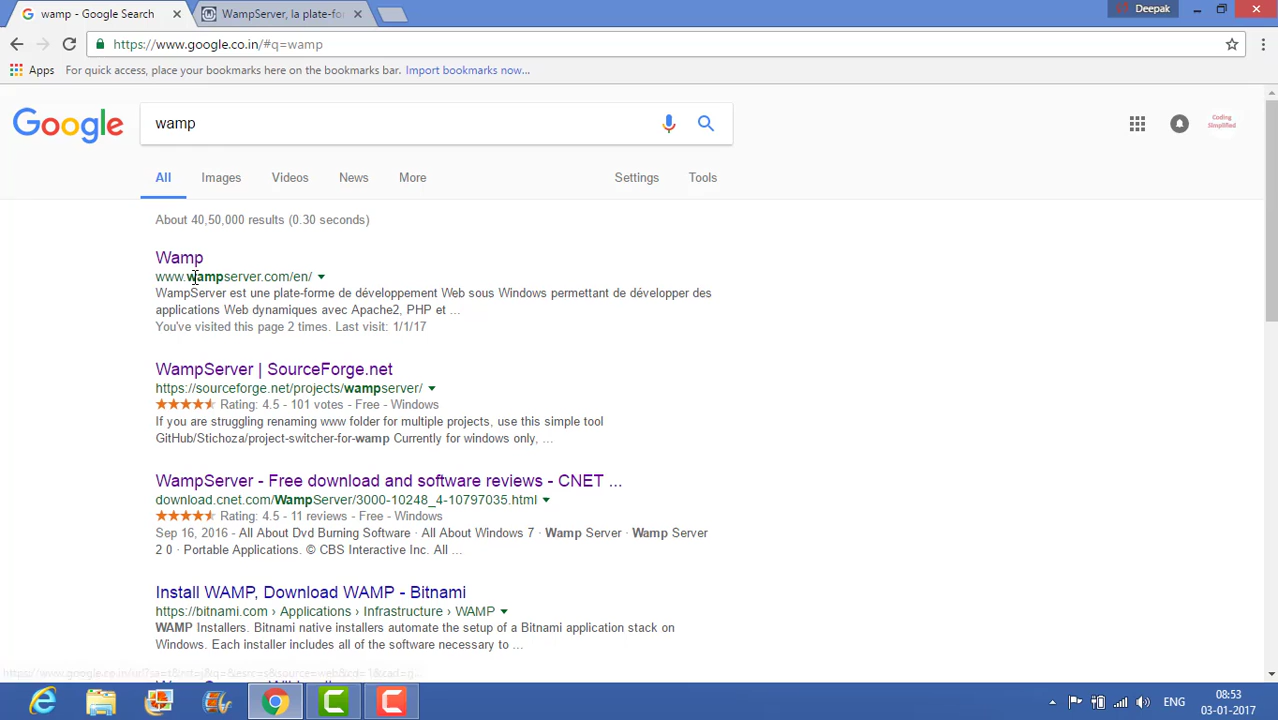 wamp - Google Search
WampServer, la plate-fo
Deepak
https://www.google.co.in/#q=wamp
Apps
For quick access, place your bookmarks here on the bookmarks bar. Import bookmarks now...
Google
wamp
Coding Simplified
All Images Videos News More Settings Tools
About 40,50,000 results (0.30 seconds)
Wamp
www.wampserver.com/en/
WampServer est une plate-forme de développement Web sous Windows permettant de développer des
applications Web dynamiques avec Apache2, PHP et ...
You've visited this page 2 times. Last visit: 1/1/17
WampServer | SourceForge.net
https://sourceforge.net/projects/wampserver/
Rating: 4.5 - 101 votes - Free - Windows
If you are struggling renaming www folder for multiple projects, use this simple tool
GitHub/Stichoza/project-switcher-for-wamp Currently for windows only, ...
WampServer - Free download and software reviews - CNET ...
download.cnet.com/WampServer/3000-10248_4-10797035.html
Rating: 4.5 - 11 reviews - Free - Windows
Sep 16, 2016 - All About Dvd Burning Software · All About Windows 7 · Wamp Server · Wamp Server
2 0 · Portable Applications. © CBS Interactive Inc. All ...
Install WAMP, Download WAMP - Bitnami
https://bitnami.com › Applications › Infrastructure › WAMP
WAMP Installers. Bitnami native installers automate the setup of a Bitnami application stack on
Windows. Each installer includes all of the software necessary to ...
ENG
08:53
03-01-2017